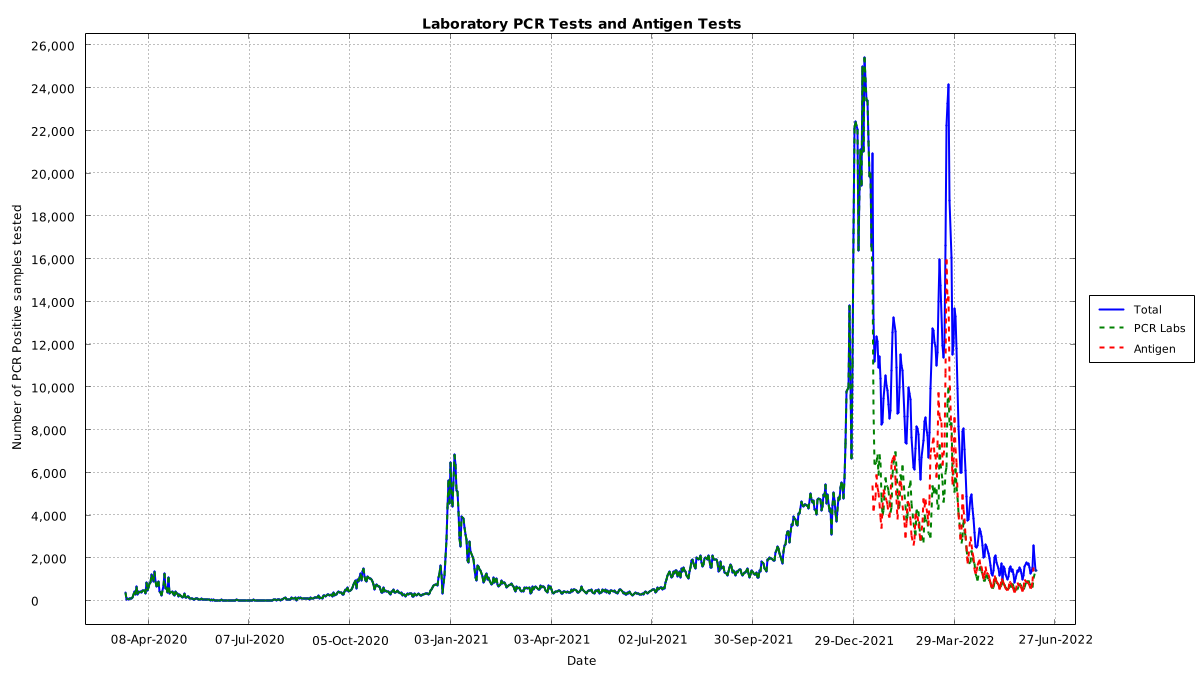 Laboratory PCR Tests and Antigen Tests
26,000
24,000
22,000
20,000
18,000
16,000
14,000
12,000
10,000
8,000
6,000
4,000
2,000
0
Number of PCR Positive samples tested
08-Apr-2020 07-Jul-2020 05-Oct-2020 03-Jan-2021 03-Apr-2021 02-Jul-2021 30-Sep-2021 29-Dec-2021 29-Mar-2022 27-Jun-2022
Date
Total
PCR Labs
Antigen